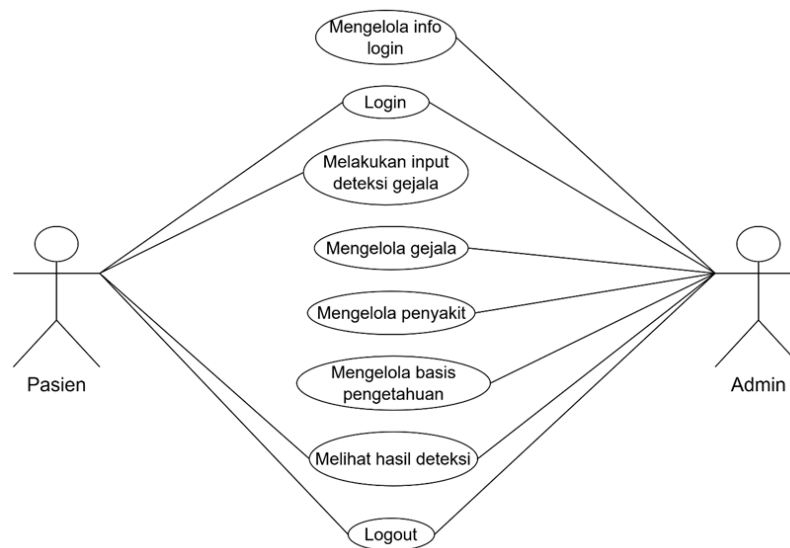 Mengelola info
login
Login
Melakukan input
deteksi gejala
Mengelola gejala
Mengelola penyakit
Pasien
Mengelola basis
pengetahuan
Admin
Melihat hasil deteksi
Logout